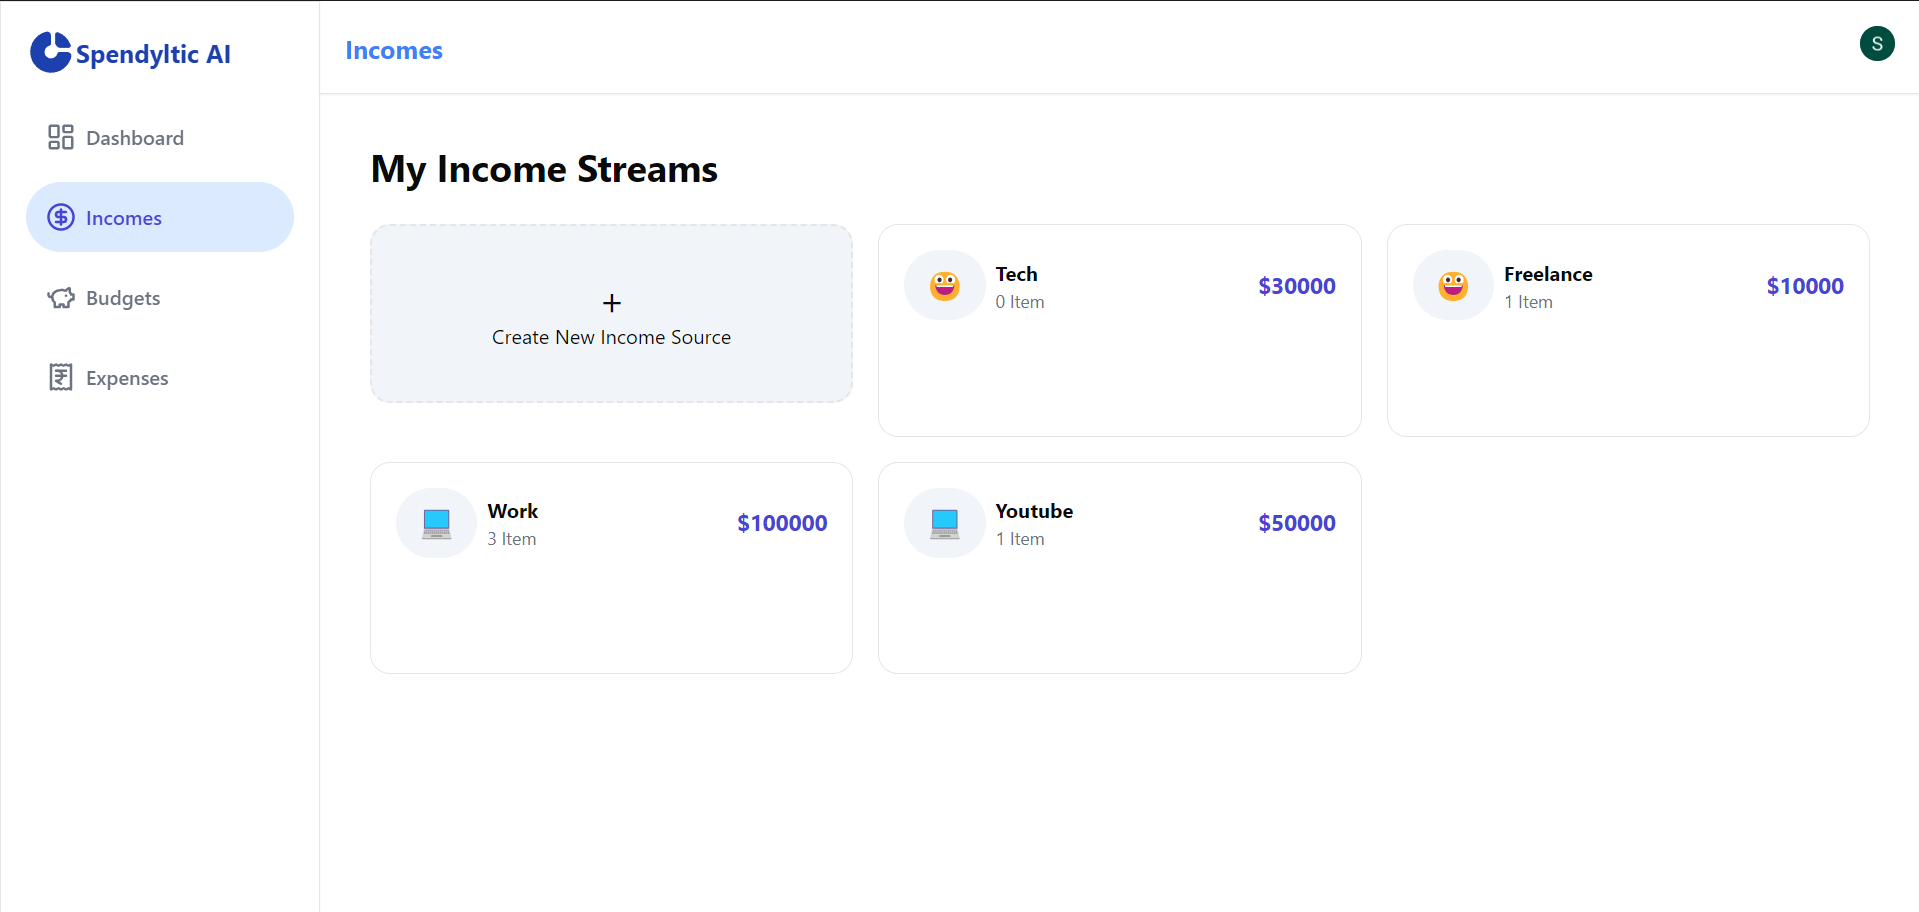 Spendyltic AI
Incomes
S
Dashboard
Incomes
Budgets
Expenses
My Income Streams
+
Create New Income Source
Tech
0 Item
$30000
Freelance
1 Item
$10000
Work
3 Item
$100000
Youtube
1 Item
$50000